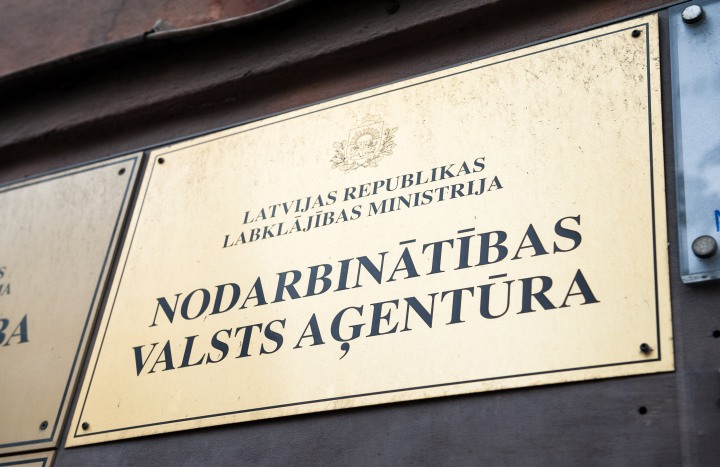 LATVIJAS REPUBLIKAS
LABKLĀJĪBAS MINISTRIJA
NODARBINĀTĪBAS
VALSTS AĢENTŪRA